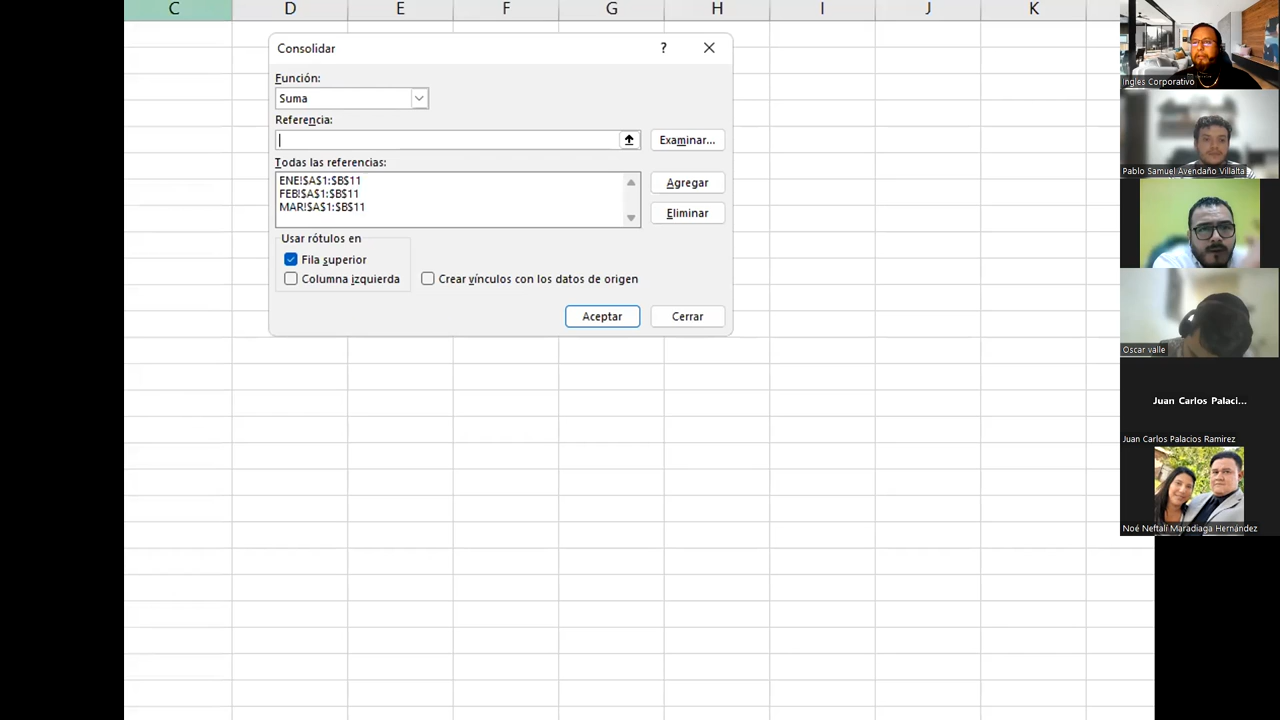 C D E F G H I J K
Consolidar ? ✕
Función:
Suma
Referencia:
Examinar...
Todas las referencias:
ENE!$A$1:$B$11
FEB!$A$1:$B$11
MAR!$A$1:$B$11
Agregar
Eliminar
Usar rótulos en
Fila superior
Columna izquierda
Crear vínculos con los datos de origen
Aceptar
Cerrar
Ingles Corporativo
Pablo Samuel Avendaño Villalta
Oscar valle
Juan Carlos Palaci...
Juan Carlos Palacios Ramirez
Noé Neftalí Maradiaga Hernández